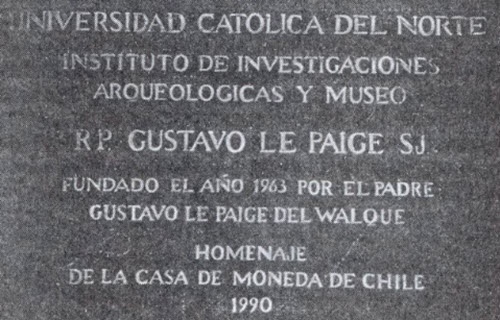 UNIVERSIDAD CATOLICA DEL NORTE
INSTITUTO DE INVESTIGACIONES
ARQUEOLOGICAS Y MUSEO
R.P. GUSTAVO LE PAIGE S.J.
FUNDADO EL AÑO 1963 POR EL PADRE
GUSTAVO LE PAIGE DEL WALQUE
HOMENAJE
DE LA CASA DE MONEDA DE CHILE
1990